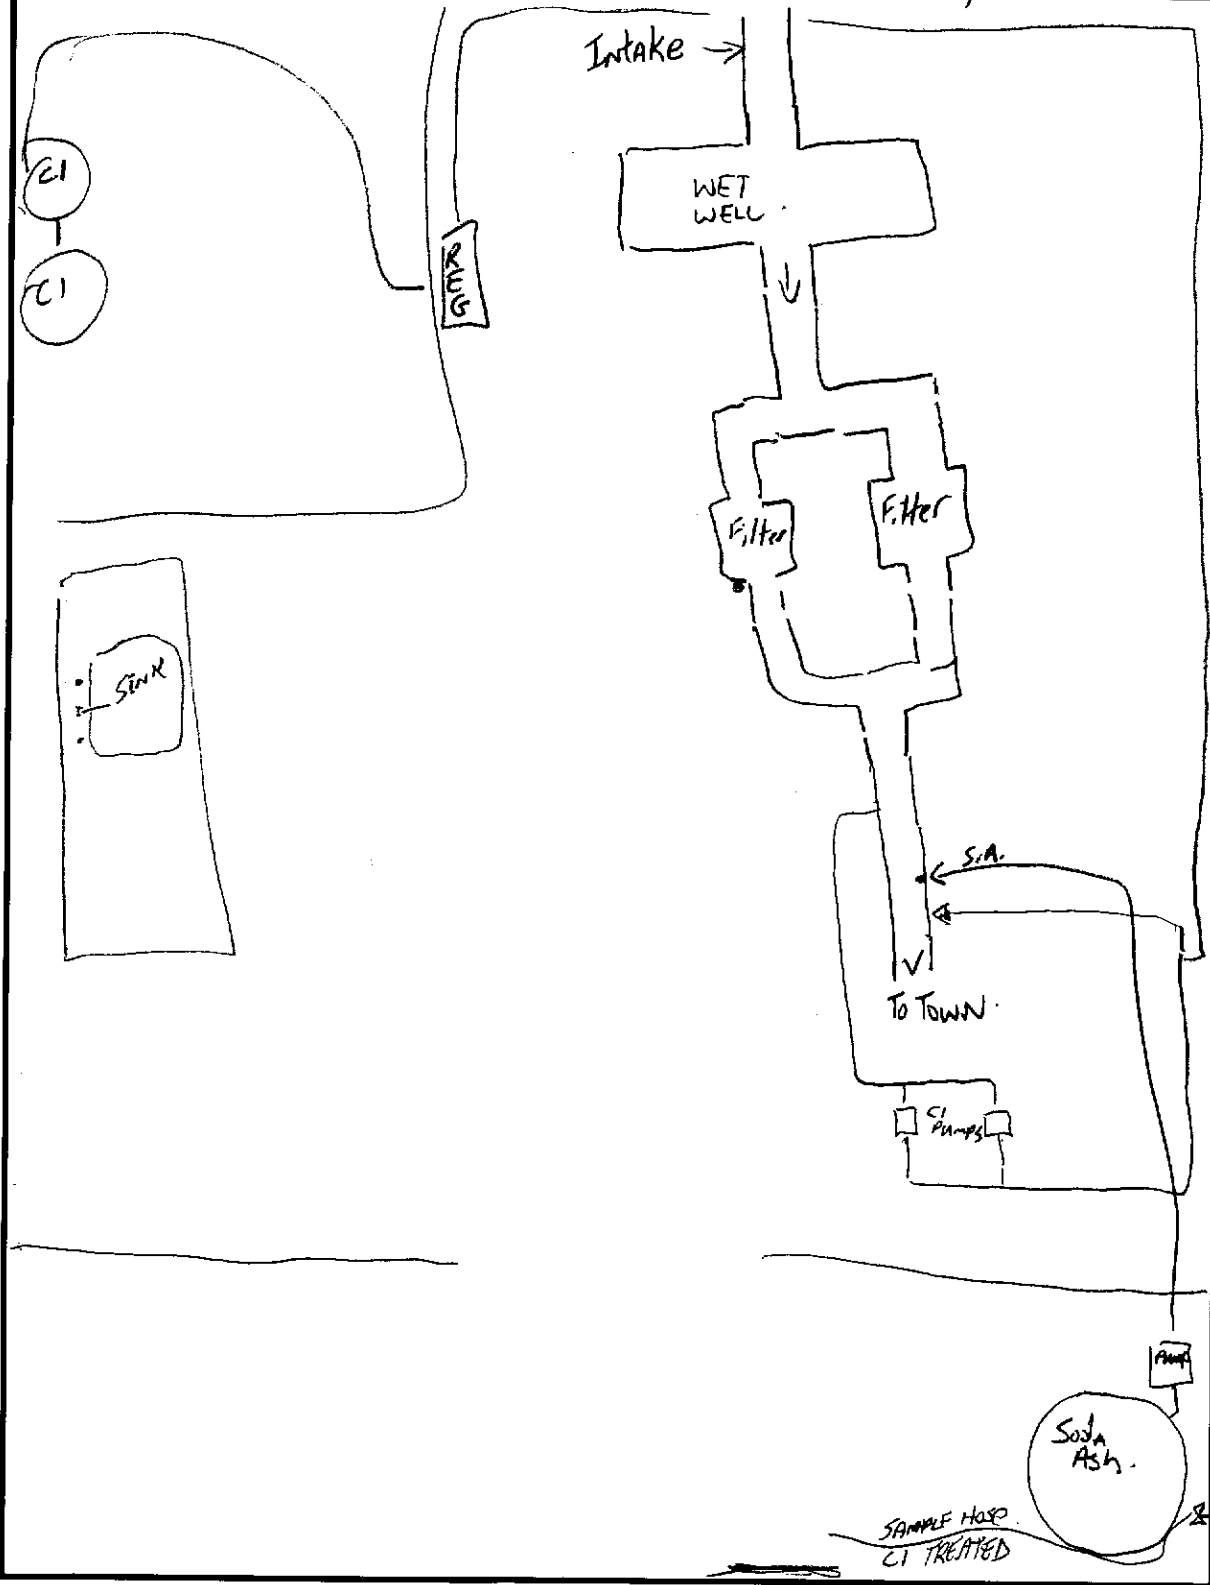 Intake
Cl
Cl
REG
WET
WELL
Filter
Filter
SINK
S.A.
TO TOWN.
Cl
Pumps
Pump
Soda
Ash.
SAMPLE HOSE.
Cl TREATED